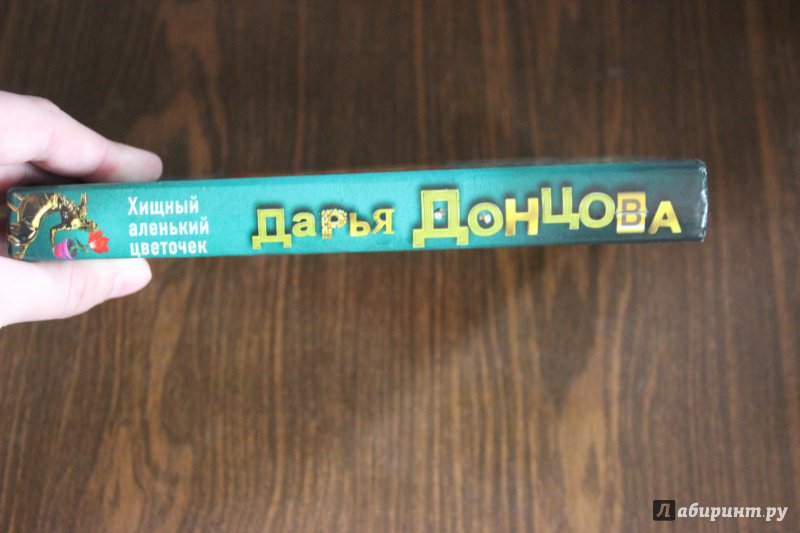 Хищный
аленький
цветочек
Дарья Донцова
Лабиринт.ру